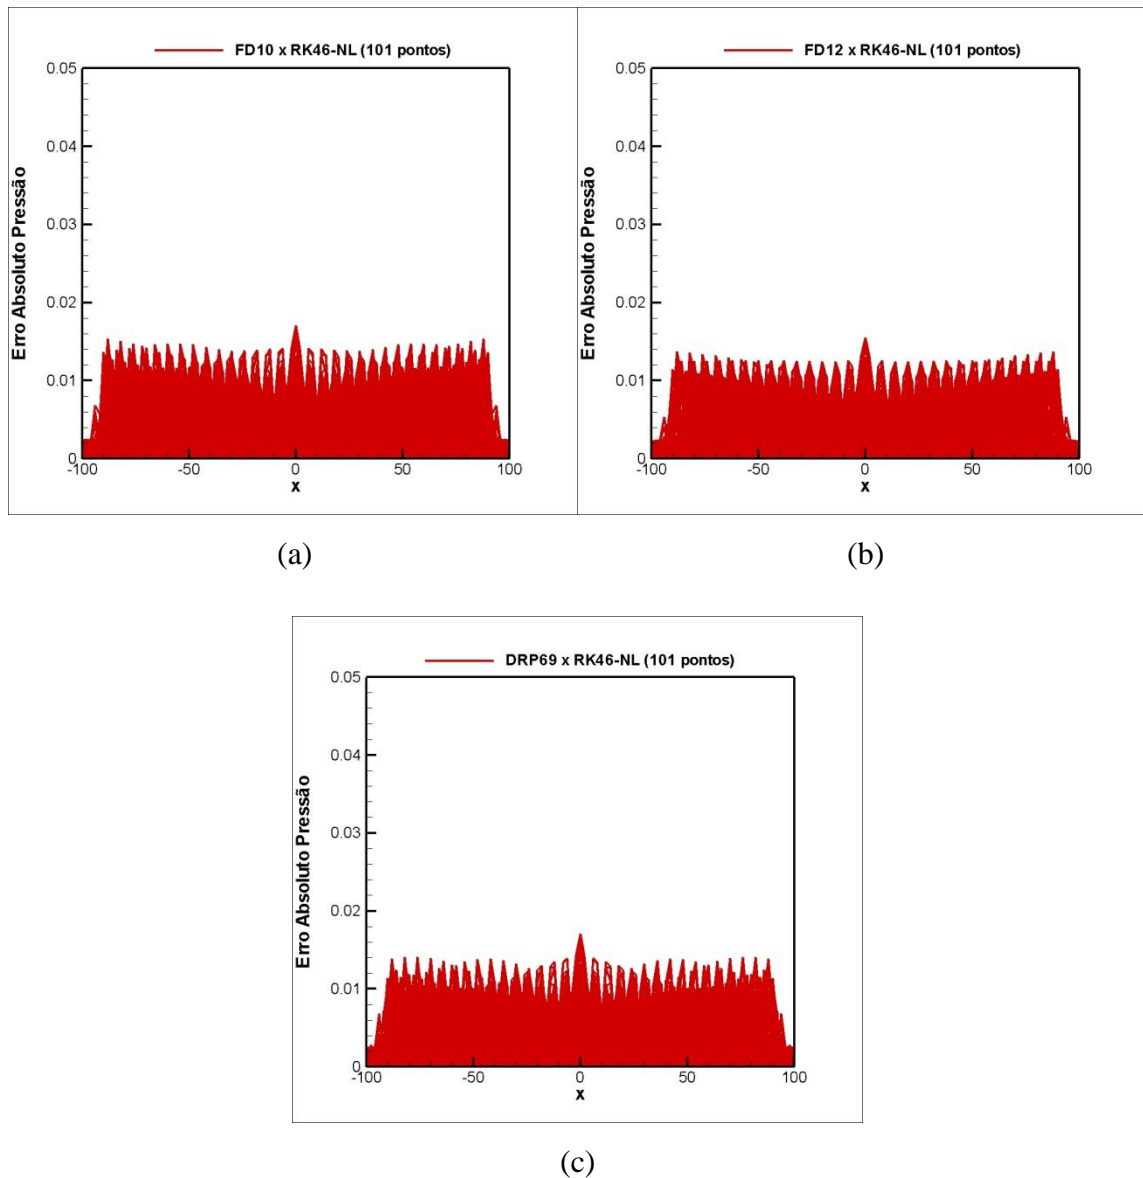 FD10 x RK46-NL (101 pontos)
0.05
0.04
0.03
0.02
0.01
0
Erro Absoluto Pressão
-100
-50
0
50
100
x
(a)
FD12 x RK46-NL (101 pontos)
0.05
0.04
0.03
0.02
0.01
0
Erro Absoluto Pressão
-100
-50
0
50
100
x
(b)
DRP69 x RK46-NL (101 pontos)
0.05
0.04
0.03
0.02
0.01
0
Erro Absoluto Pressão
-100
-50
0
50
100
x
(c)